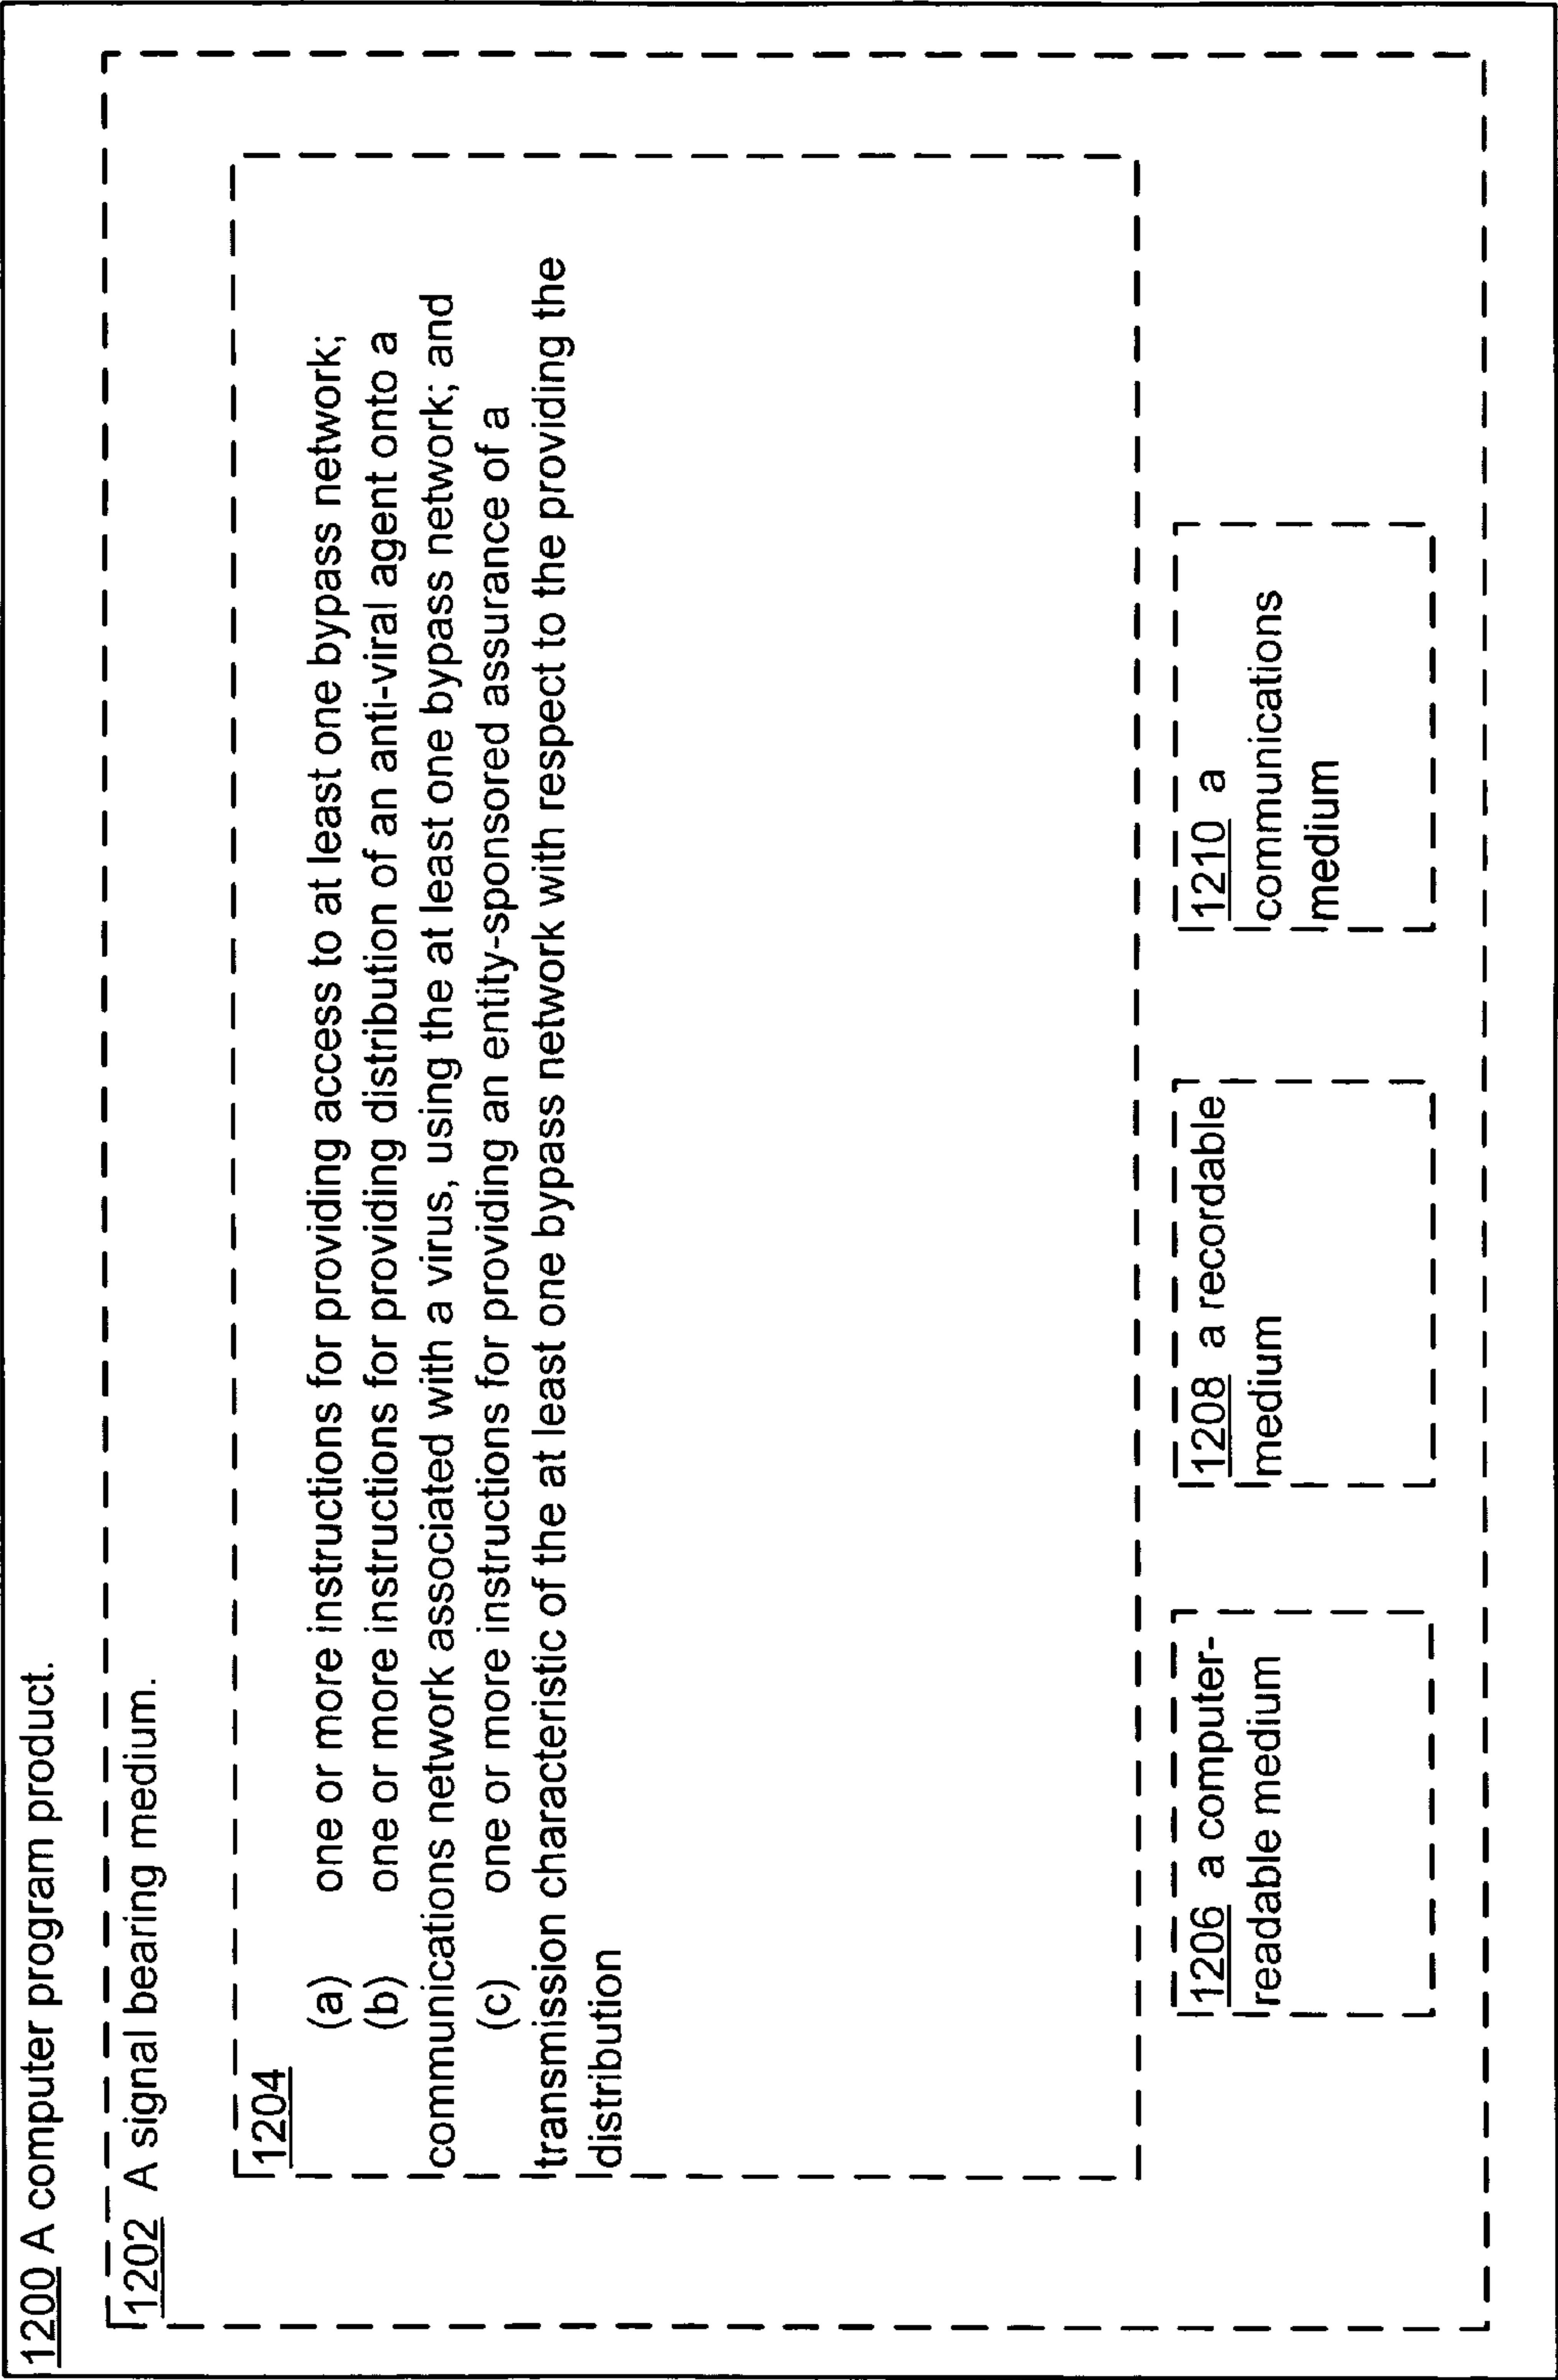 1200 A computer program product.
1202 A signal bearing medium.
1204
(a) one or more instructions for providing access to at least one bypass network;
(b) one or more instructions for providing distribution of an anti-viral agent onto a
communications network associated with a virus, using the at least one bypass network; and
(c) one or more instructions for providing an entity-sponsored assurance of a
transmission characteristic of the at least one bypass network with respect to the providing the
distribution
1206 a computer-
readable medium
1208 a recordable
medium
1210 a
communications
medium